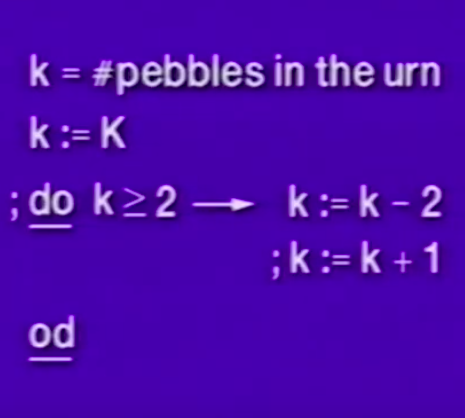 k = #pebbles in the urn
k := K
; do k ≥ 2 → k := k - 2
; k := k + 1
od